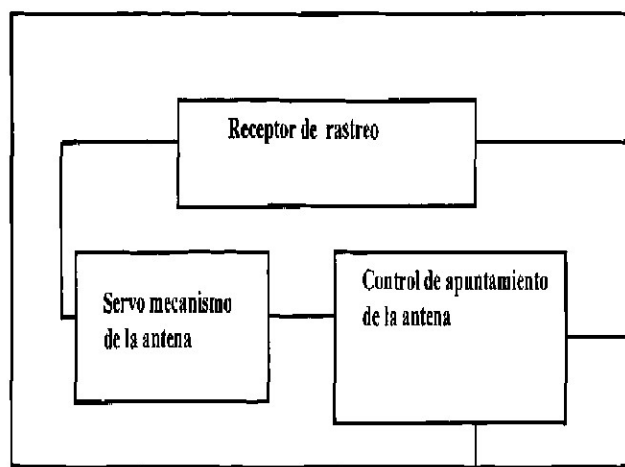 Receptor de rastreo
Servo mecanismo
de la antena
Control de apuntamiento
de la antena